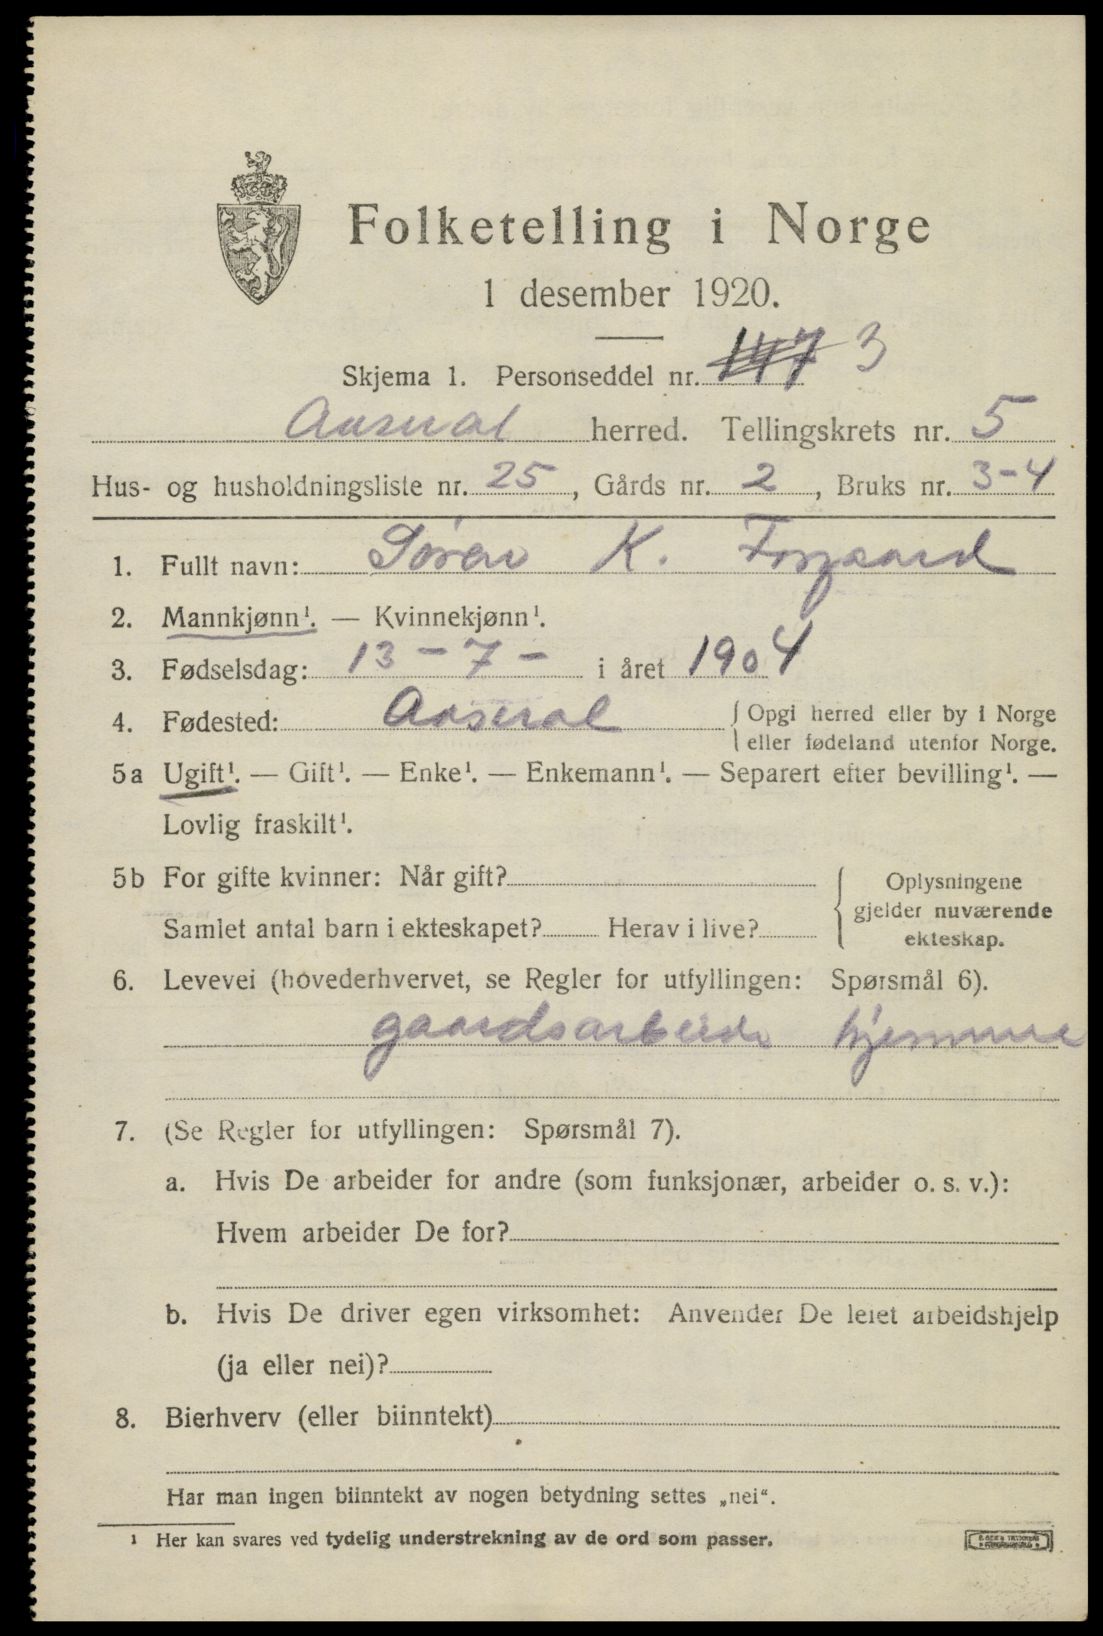 Folketelling i Norge
1 desember 1920.
Skjema 1. Personseddel nr. 147 3
Aaseral herred. Tellingskrets nr. 5
Hus- og husholdningsliste nr. 25, Gårds nr. 2, Bruks nr. 3-4
1. Fullt navn: Søren K. 
2. Mannkjønn¹. — Kvinnekjønn¹.
3. Fødselsdag: 13 - 7 - i året 1904
4. Fødested: Aaseral { Opgi herred eller by i Norge
eller fødeland utenfor Norge.
5a Ugift¹. — Gift¹. — Enke¹. — Enkemann¹. — Separert efter bevilling¹. —
Lovlig fraskilt¹.
5b For gifte kvinner: Når gift?
Samlet antal barn i ekteskapet? Herav i live?
{ Oplysningene
gjelder nuværende
ekteskap.
6. Levevei (hovederhvervet, se Regler for utfyllingen: Spørsmål 6).
gaardsarbeide hjemme
7. (Se Regler for utfyllingen: Spørsmål 7).
a. Hvis De arbeider for andre (som funksjonær, arbeider o. s. v.):
Hvem arbeider De for?
b. Hvis De driver egen virksomhet: Anvender De leiet arbeidshjelp
(ja eller nei)?
8. Bierhverv (eller biinntekt)
Har man ingen biinntekt av nogen betydning settes „nei“.
¹ Her kan svares ved tydelig understrekning av de ord som passer.